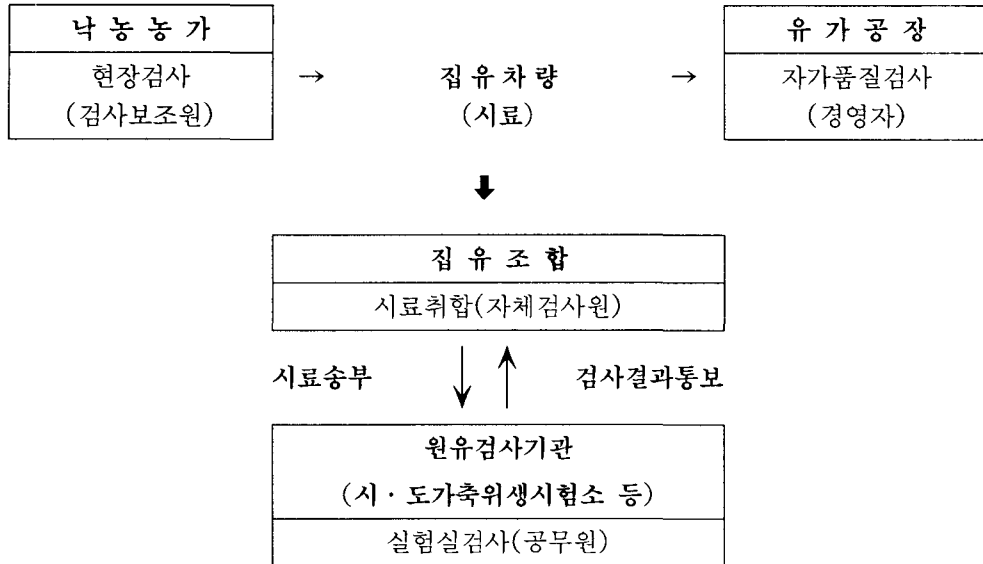 낙 농 농 가
현장검사
(검사보조원)
→
집 유 차 량
(시료)
→
유 가 공 장
자가품질검사
(경영자)
집 유 조 합
시료취합(자체검사원)
시료송부
검사결과통보
원유검사기관
(시 · 도가축위생시험소 등)
실험실검사(공무원)